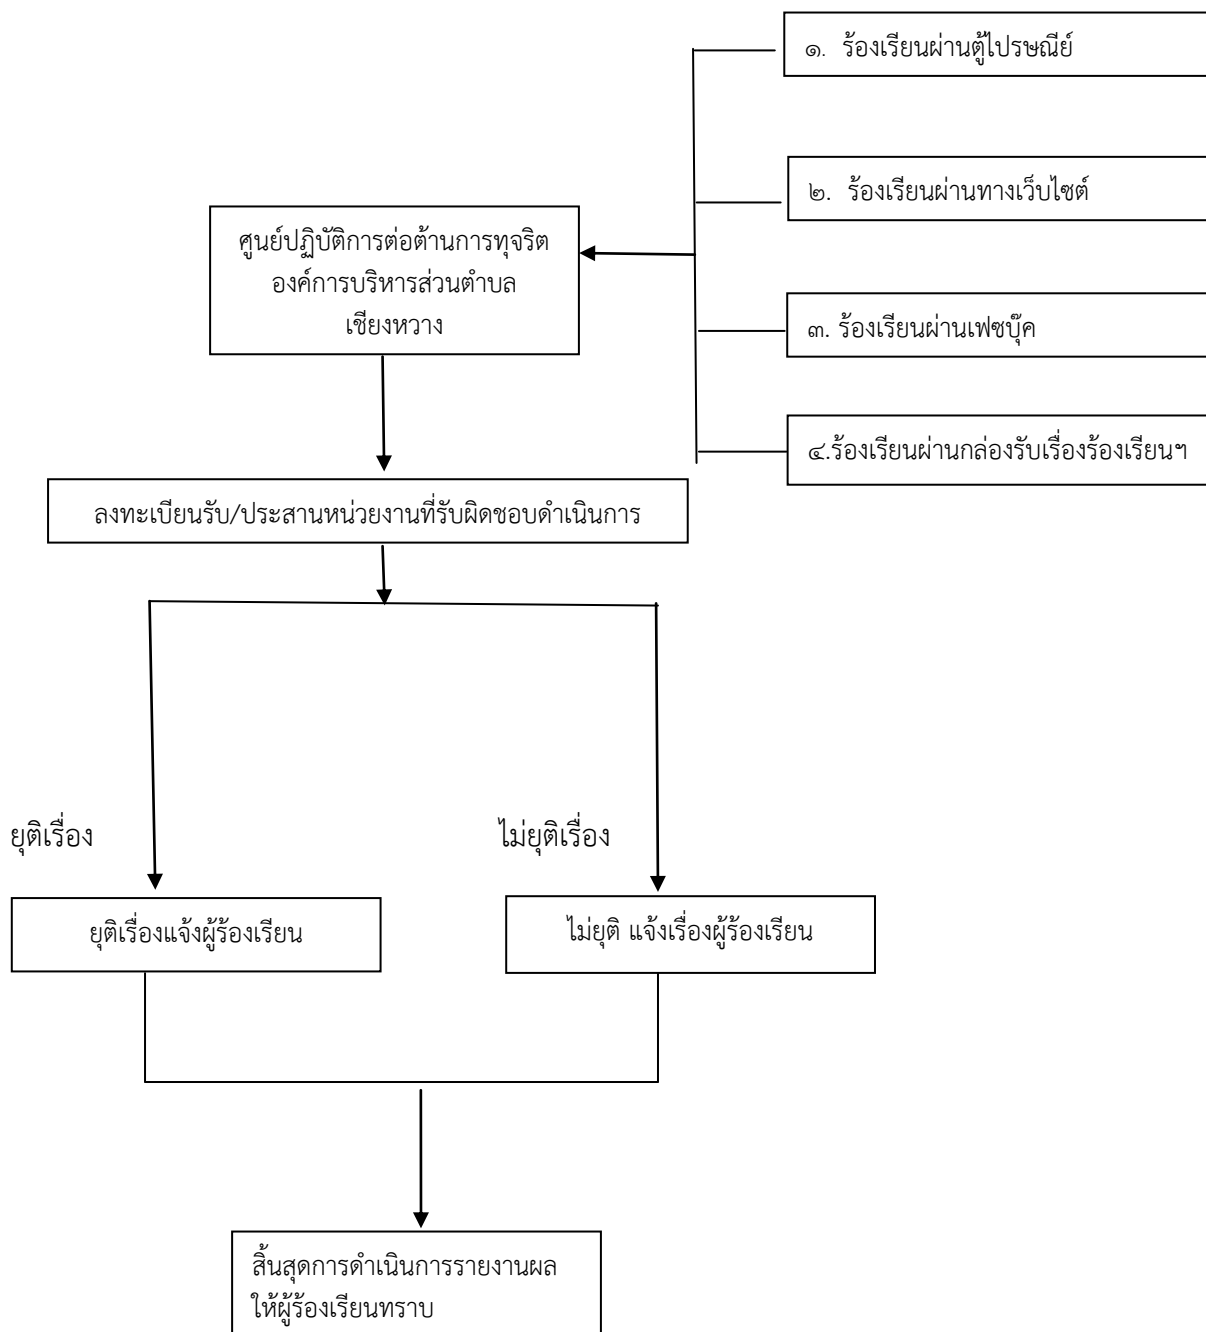 ๑. ร้องเรียนผ่านตู้ไปรษณีย์
๒. ร้องเรียนผ่านทางเว็บไซต์
ศูนย์ปฏิบัติการต่อต้านการทุจริต
องค์การบริหารส่วนตำบล
เชียงหวาง
๓. ร้องเรียนผ่านเฟซบุ๊ค
๔.ร้องเรียนผ่านกล่องรับเรื่องร้องเรียนฯ
ลงทะเบียนรับ/ประสานหน่วยงานที่รับผิดชอบดำเนินการ
ยุติเรื่อง
ไม่ยุติเรื่อง
ยุติเรื่องแจ้งผู้ร้องเรียน
ไม่ยุติ แจ้งเรื่องผู้ร้องเรียน
สิ้นสุดการดำเนินการรายงานผล
ให้ผู้ร้องเรียนทราบ